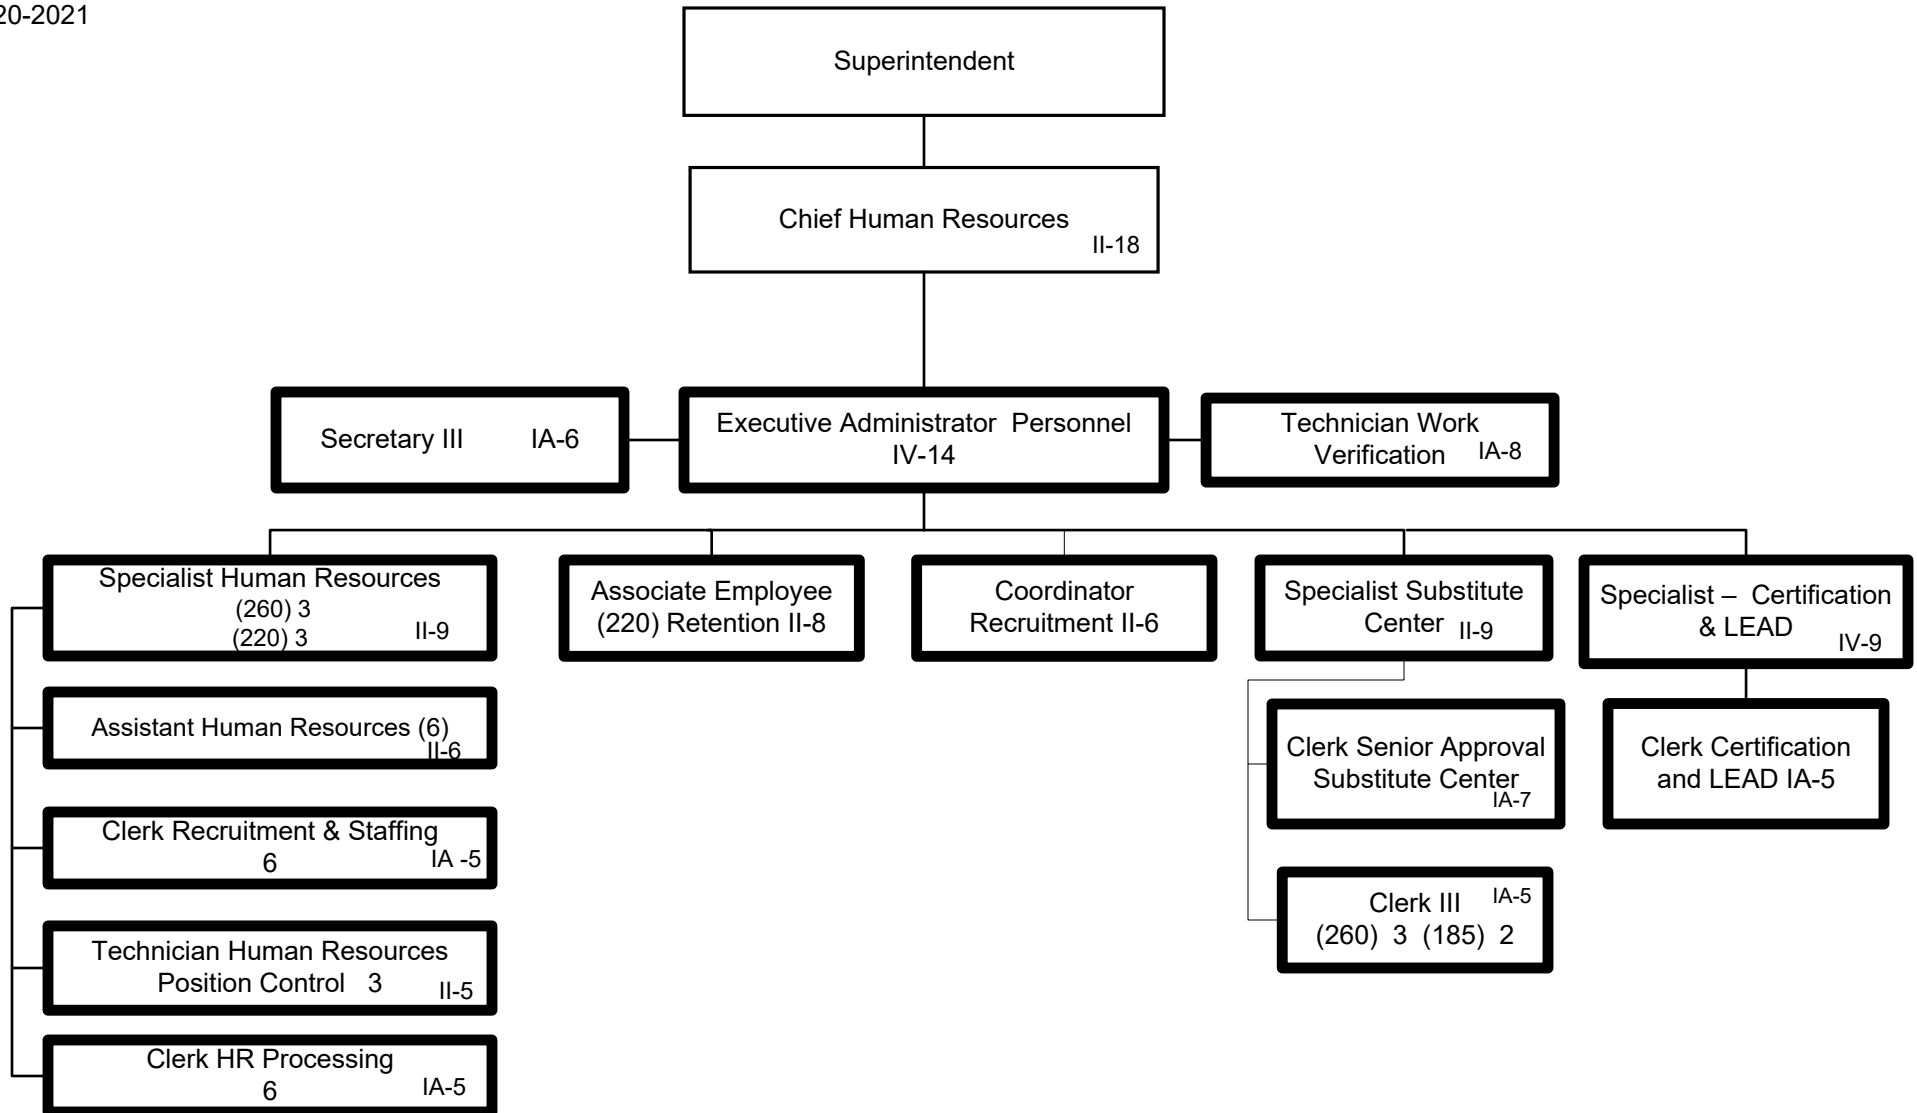 20-2021
Superintendent
Chief Human Resources
II-18
Secretary III IA-6
Executive Administrator Personnel
IV-14
Technician Work
Verification IA-8
Specialist Human Resources
(260) 3
(220) 3 II-9
Associate Employee
(220) Retention II-8
Coordinator
Recruitment II-6
Specialist Substitute
Center II-9
Specialist – Certification
& LEAD IV-9
Assistant Human Resources (6)
II-6
Clerk Senior Approval
Substitute Center
IA-7
Clerk Certification
and LEAD IA-5
Clerk Recruitment & Staffing
6 IA -5
Clerk III IA-5
(260) 3 (185) 2
Technician Human Resources
Position Control 3 II-5
Clerk HR Processing
6 IA-5